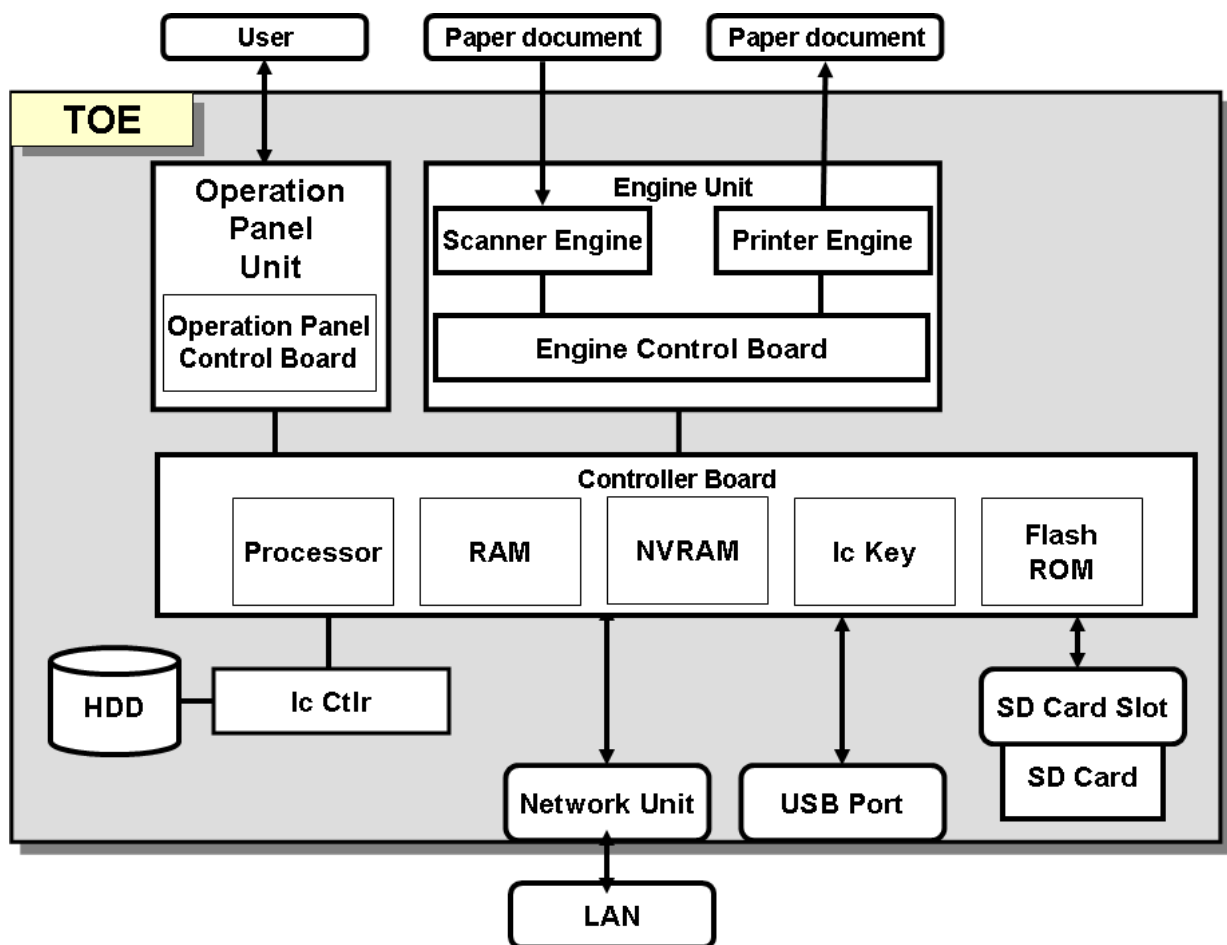 User
Paper document
Paper document
TOE
Operation
Panel
Unit
Operation Panel
Control Board
Engine Unit
Scanner Engine
Printer Engine
Engine Control Board
Controller Board
Processor
RAM
NVRAM
Ic Key
Flash
ROM
HDD
Ic Ctlr
SD Card Slot
SD Card
Network Unit
USB Port
LAN